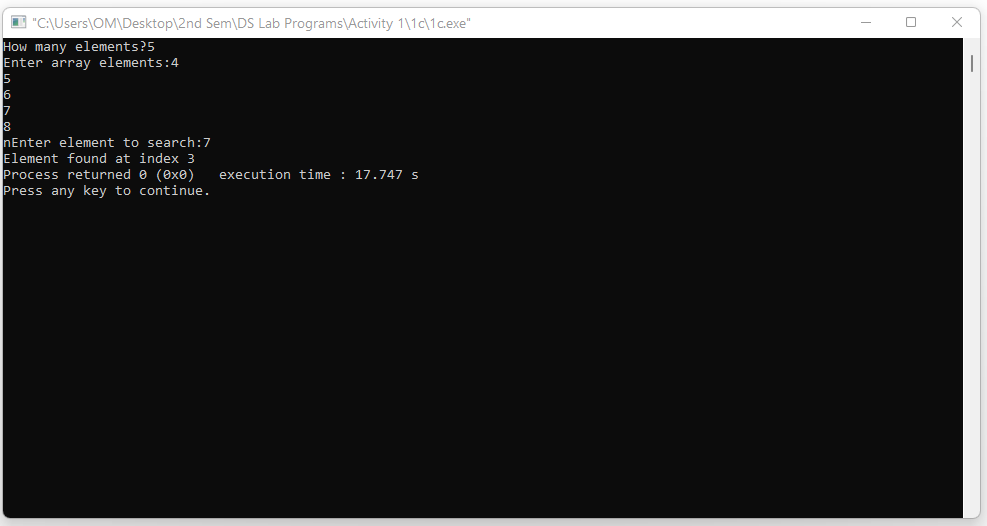 "C:\Users\OM\Desktop\2nd Sem\DS Lab Programs\Activity 1\1c\1c.exe"
How many elements?5
Enter array elements:4
5
6
7
8
nEnter element to search:7
Element found at index 3
Process returned 0 (0x0)   execution time : 17.747 s
Press any key to continue.